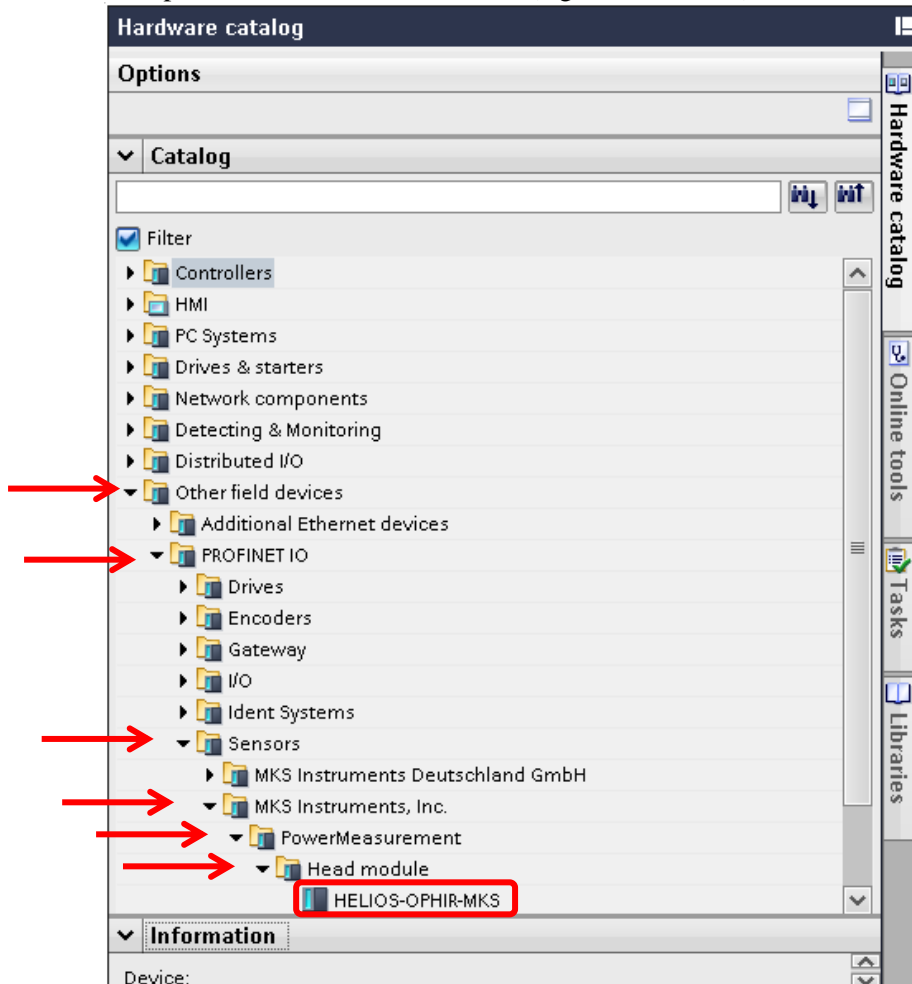 Hardware catalog
Options
Catalog
Filter
Controllers
HMI
PC Systems
Drives & starters
Network components
Detecting & Monitoring
Distributed I/O
Other field devices
Additional Ethernet devices
PROFINET IO
Drives
Encoders
Gateway
I/O
Ident Systems
Sensors
MKS Instruments Deutschland GmbH
MKS Instruments, Inc.
PowerMeasurement
Head module
HELIOS-OPHIR-MKS
Information
Device:
Hardware catalog
Online tools
Tasks
Libraries